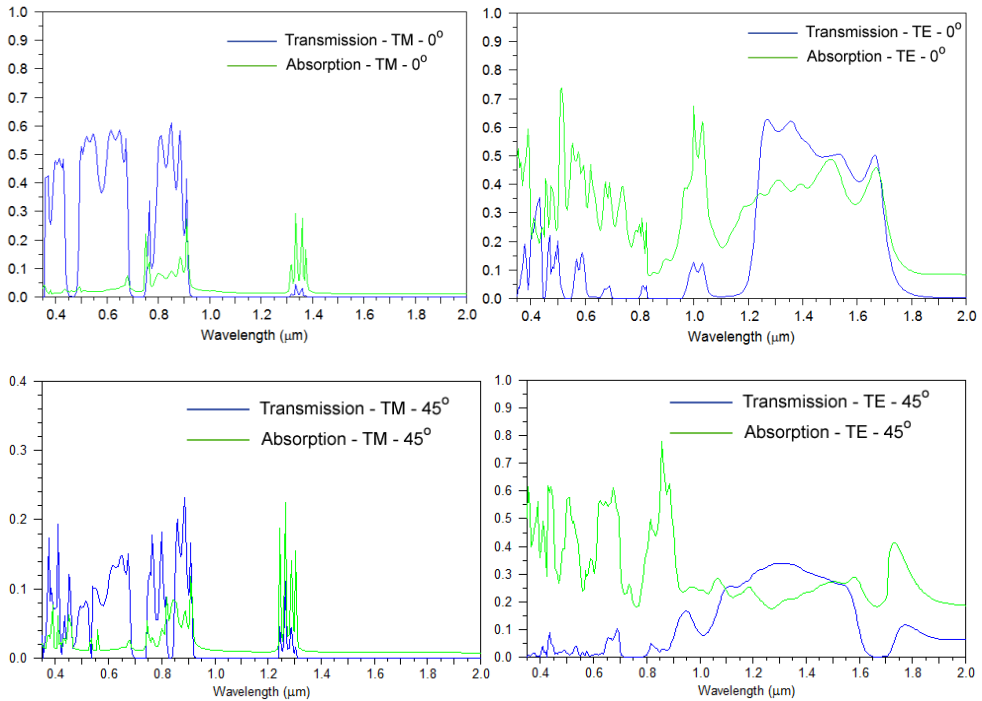 1.0
0.9
0.8
0.7
0.6
0.5
0.4
0.3
0.2
0.1
0.0
Transmission - TM - 0°
Absorption - TM - 0°
0.4 0.6 0.8 1.0 1.2 1.4 1.6 1.8 2.0
Wavelength (μm)
1.0
0.9
0.8
0.7
0.6
0.5
0.4
0.3
0.2
0.1
0.0
Transmission - TE - 0°
Absorption - TE - 0°
0.4 0.6 0.8 1.0 1.2 1.4 1.6 1.8 2.0
Wavelength (μm)
0.4
0.3
0.2
0.1
0.0
Transmission - TM - 45°
Absorption - TM - 45°
0.4 0.6 0.8 1.0 1.2 1.4 1.6 1.8 2.0
Wavelength (μm)
1.0
0.9
0.8
0.7
0.6
0.5
0.4
0.3
0.2
0.1
0.0
Transmission - TE - 45°
Absorption - TE - 45°
0.4 0.6 0.8 1.0 1.2 1.4 1.6 1.8 2.0
Wavelength (μm)